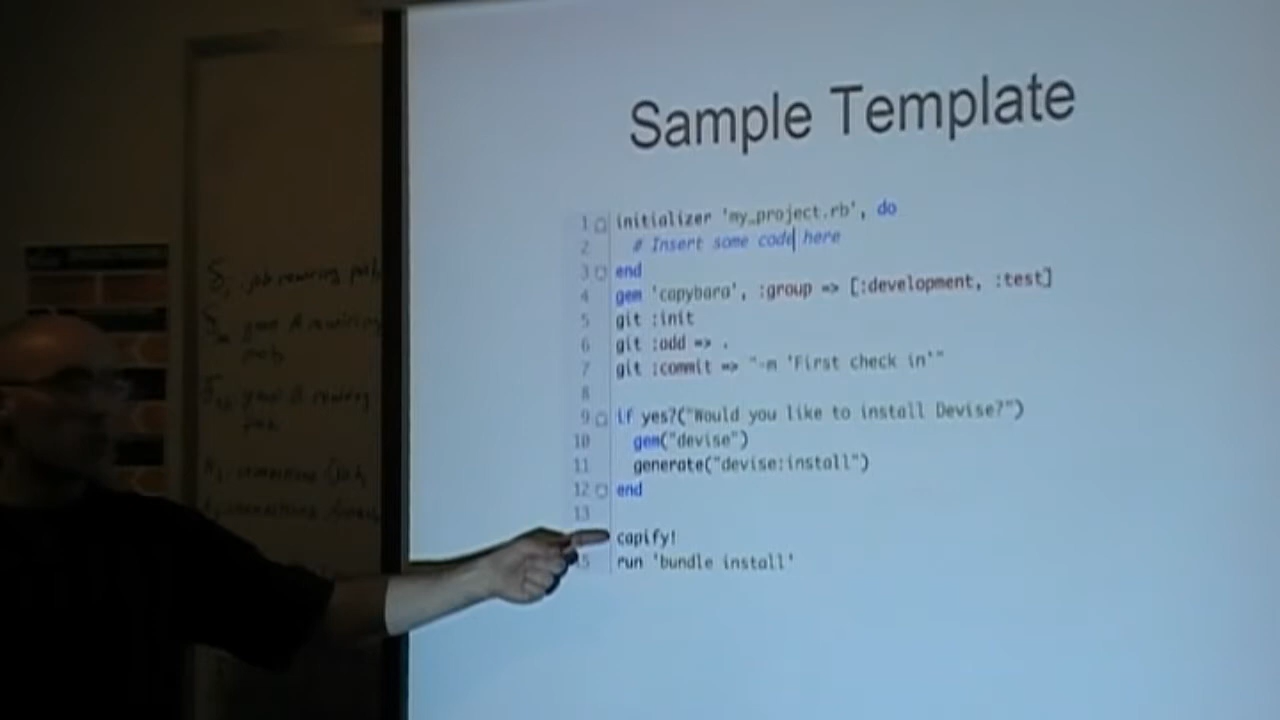 Sample Template
1 initializer 'my_project.rb', do
2 # Insert some code here
3 end
4 gem 'capybara', :group => [:development, :test]
5 git :init
6 git :add => .
7 git :commit => "-m 'First check in'"
8
9 if yes?("Would you like to install Devise?")
10 gem("devise")
11 generate("devise:install")
12 end
13
capify!
15 run 'bundle install'